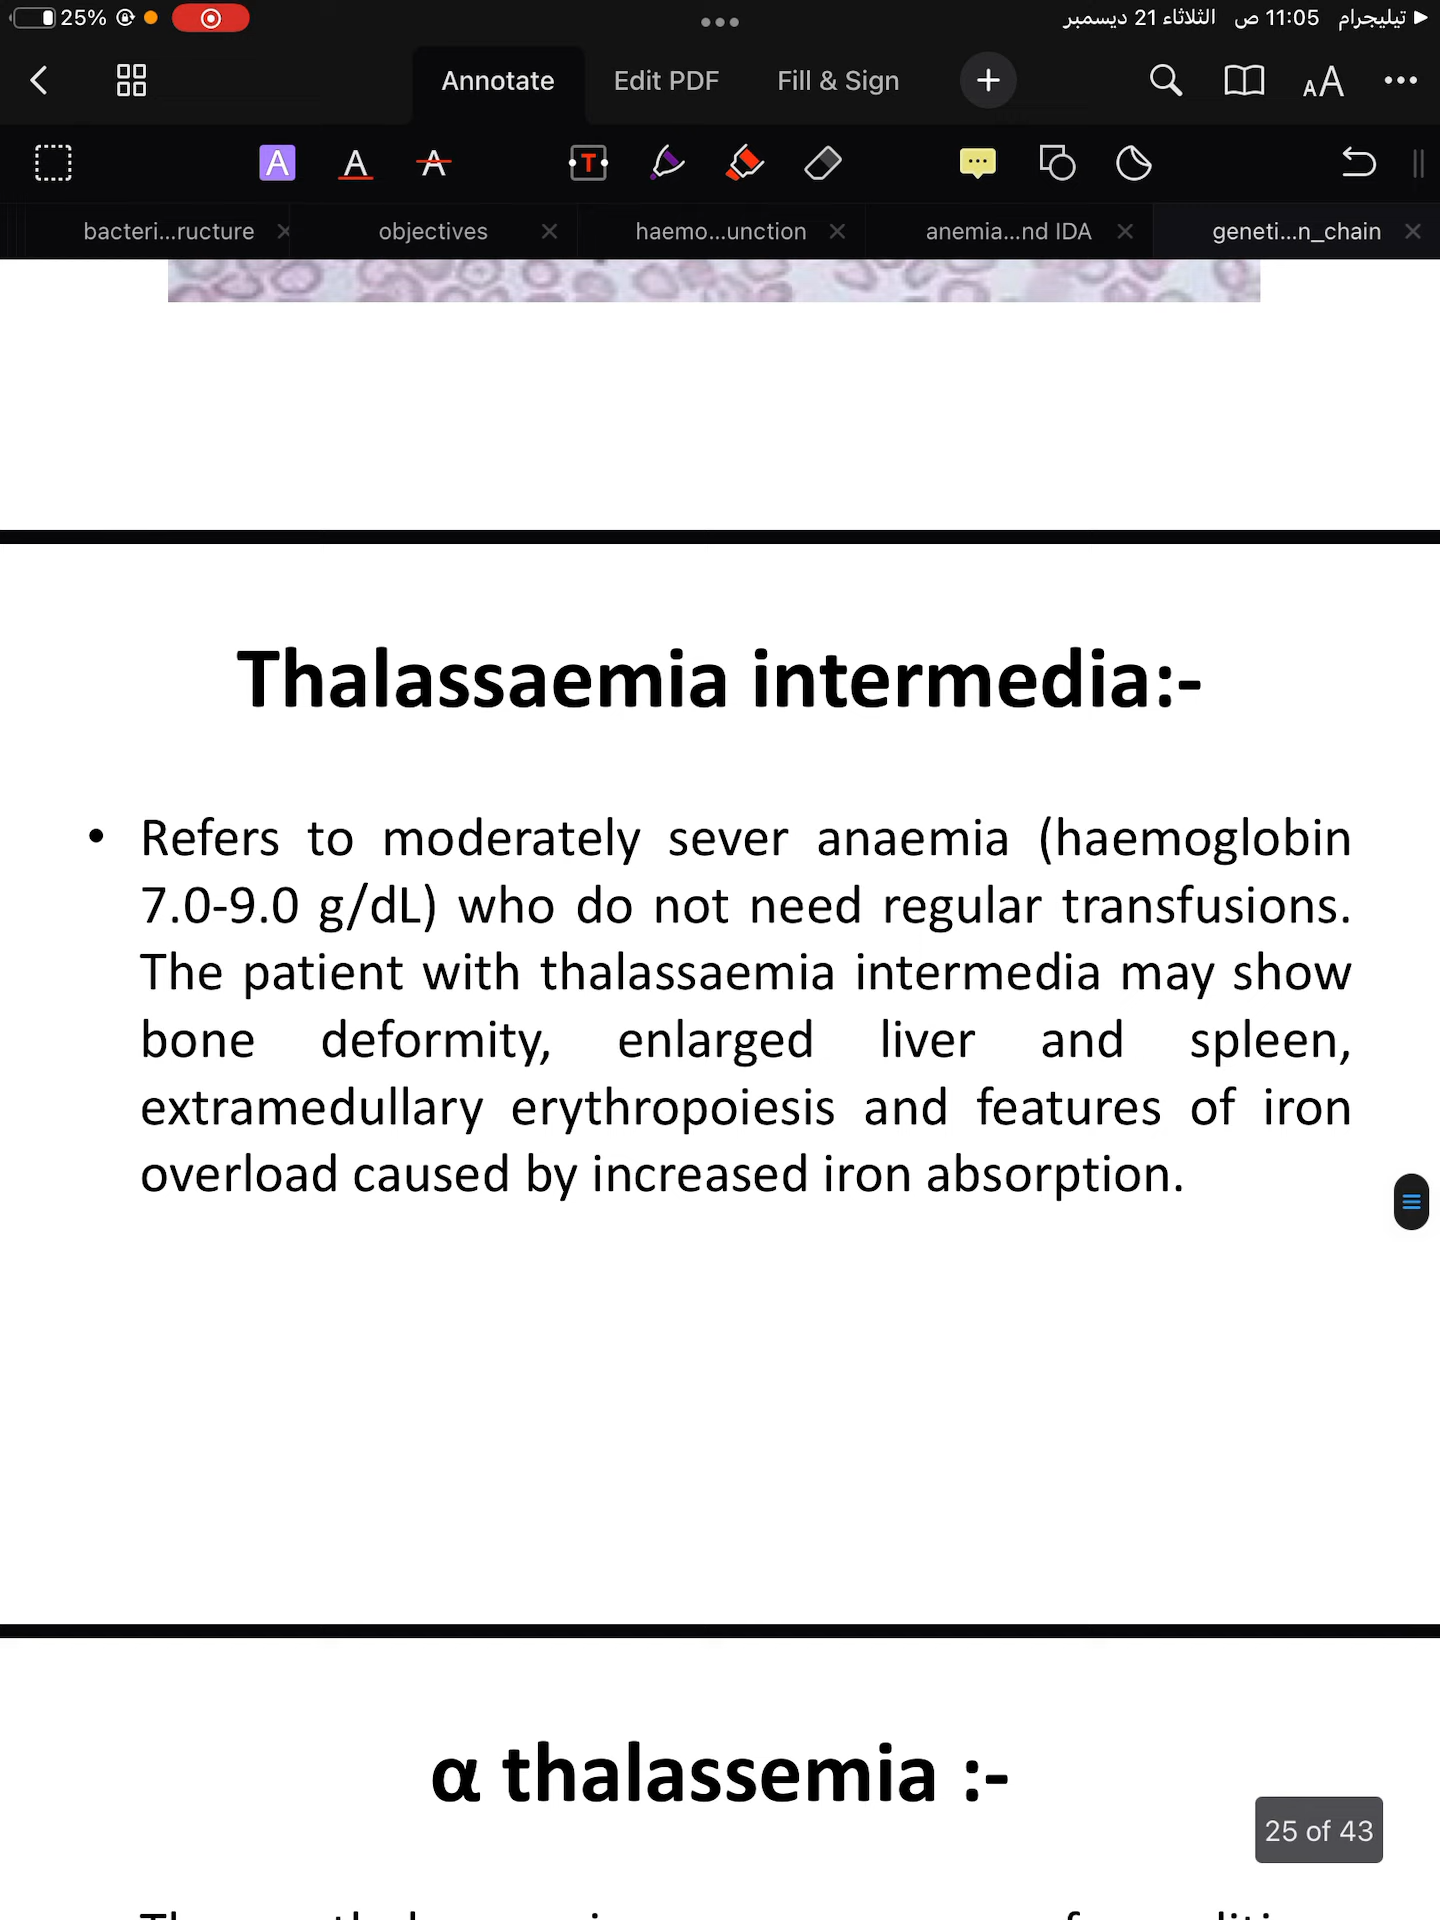 25%
تيليجرام 11:05 ص الثلاثاء 21 ديسمبر
Annotate Edit PDF Fill & Sign
bacteri...ructure objectives haemo...unction anemia...nd IDA geneti...n_chain
Thalassaemia intermedia:-
• Refers to moderately sever anaemia (haemoglobin
7.0-9.0 g/dL) who do not need regular transfusions.
The patient with thalassaemia intermedia may show
bone deformity, enlarged liver and spleen,
extramedullary erythropoiesis and features of iron
overload caused by increased iron absorption.
α thalassemia :-
25 of 43